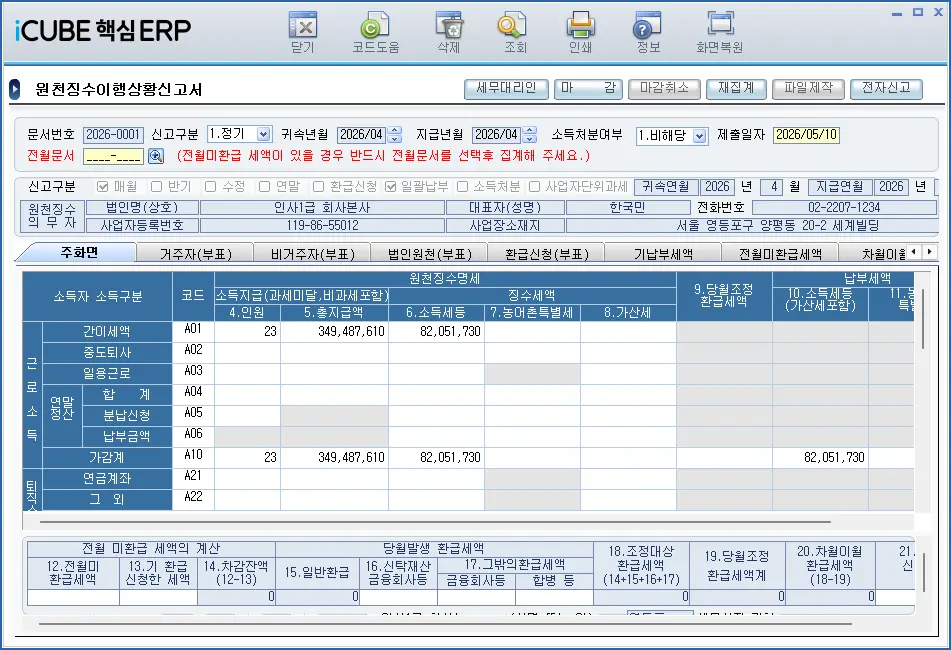 iCUBE 핵심ERP
닫기 코드도움 삭제 조회 인쇄 정보 화면복원
원천징수이행상황신고서 세무대리인 마 감 마감취소 재집계 파일제작 전자신고
문서번호 2026-0001 신고구분 1.정기 귀속년월 2026/04 지급년월 2026/04 소득처분여부 1.비해당 제출일자 2026/05/10
전월문서 ____-____ (전월미환급 세액이 있을 경우 반드시 전월문서를 선택후 집계해 주세요.)
신고구분 매월 반기 수정 연말 환급신청 일괄납부 소득처분 사업자단위과세 귀속연월 2026 년 4 월 지급연월 2026 년
원천징수 의 무 자 법인명(상호) 인사1급 회사본사 대표자(성명) 한국민 전화번호 02-2207-1234
사업자등록번호 119-86-55012 사업장소재지 서울 영등포구 양평동 20-2 세계빌딩
주화면 거주자(부표) 비거주자(부표) 법인원천(부표) 환급신청(부표) 기납부세액 전월미환급세액 차월이월
소득자 소득구분 코드 원천징수명세 9.당월조정 환급세액 납부세액
소득지급(과세미달,비과세포함) 징수세액 10.소득세등 (가산세포함) 11.
4.인원 5.총지급액 6.소득세등 7.농어촌특별세 8.가산세
근로소득
간이세액 A01 23 349,487,610 82,051,730
중도퇴사 A02
일용근로 A03
연말정산 합 계 A04
분납신청 A05
납부금액 A06
가감계 A10 23 349,487,610 82,051,730 82,051,730
퇴직 연금계좌 A21
그 외 A22
전월 미환급 세액의 계산 당월발생 환급세액 18.조정대상 환급세액 (14+15+16+17) 19.당월조정 환급세액계 20.차월이월 환급세액 (18-19) 21.
12.전월미 환급세액 13.기 환급 신청한 세액 14.차감잔액 (12-13) 15.일반환급 16.신탁재산 금융회사등 17.그밖의환급세액
금융회사등 합병 등
0 0 0 0 0